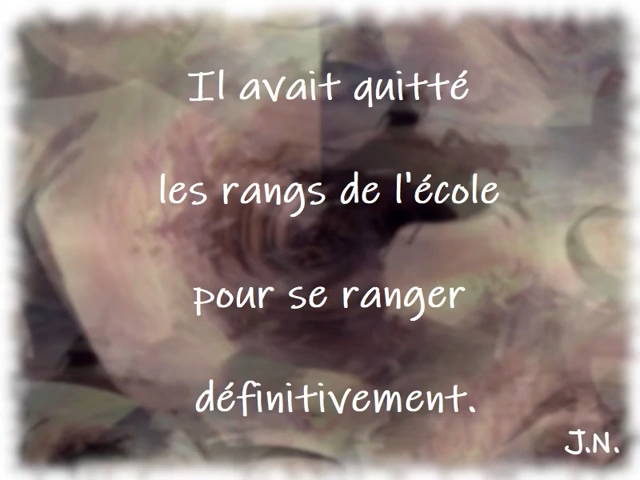 Il avait quitté
les rangs de l'école
pour se ranger
définitivement.
J.N.